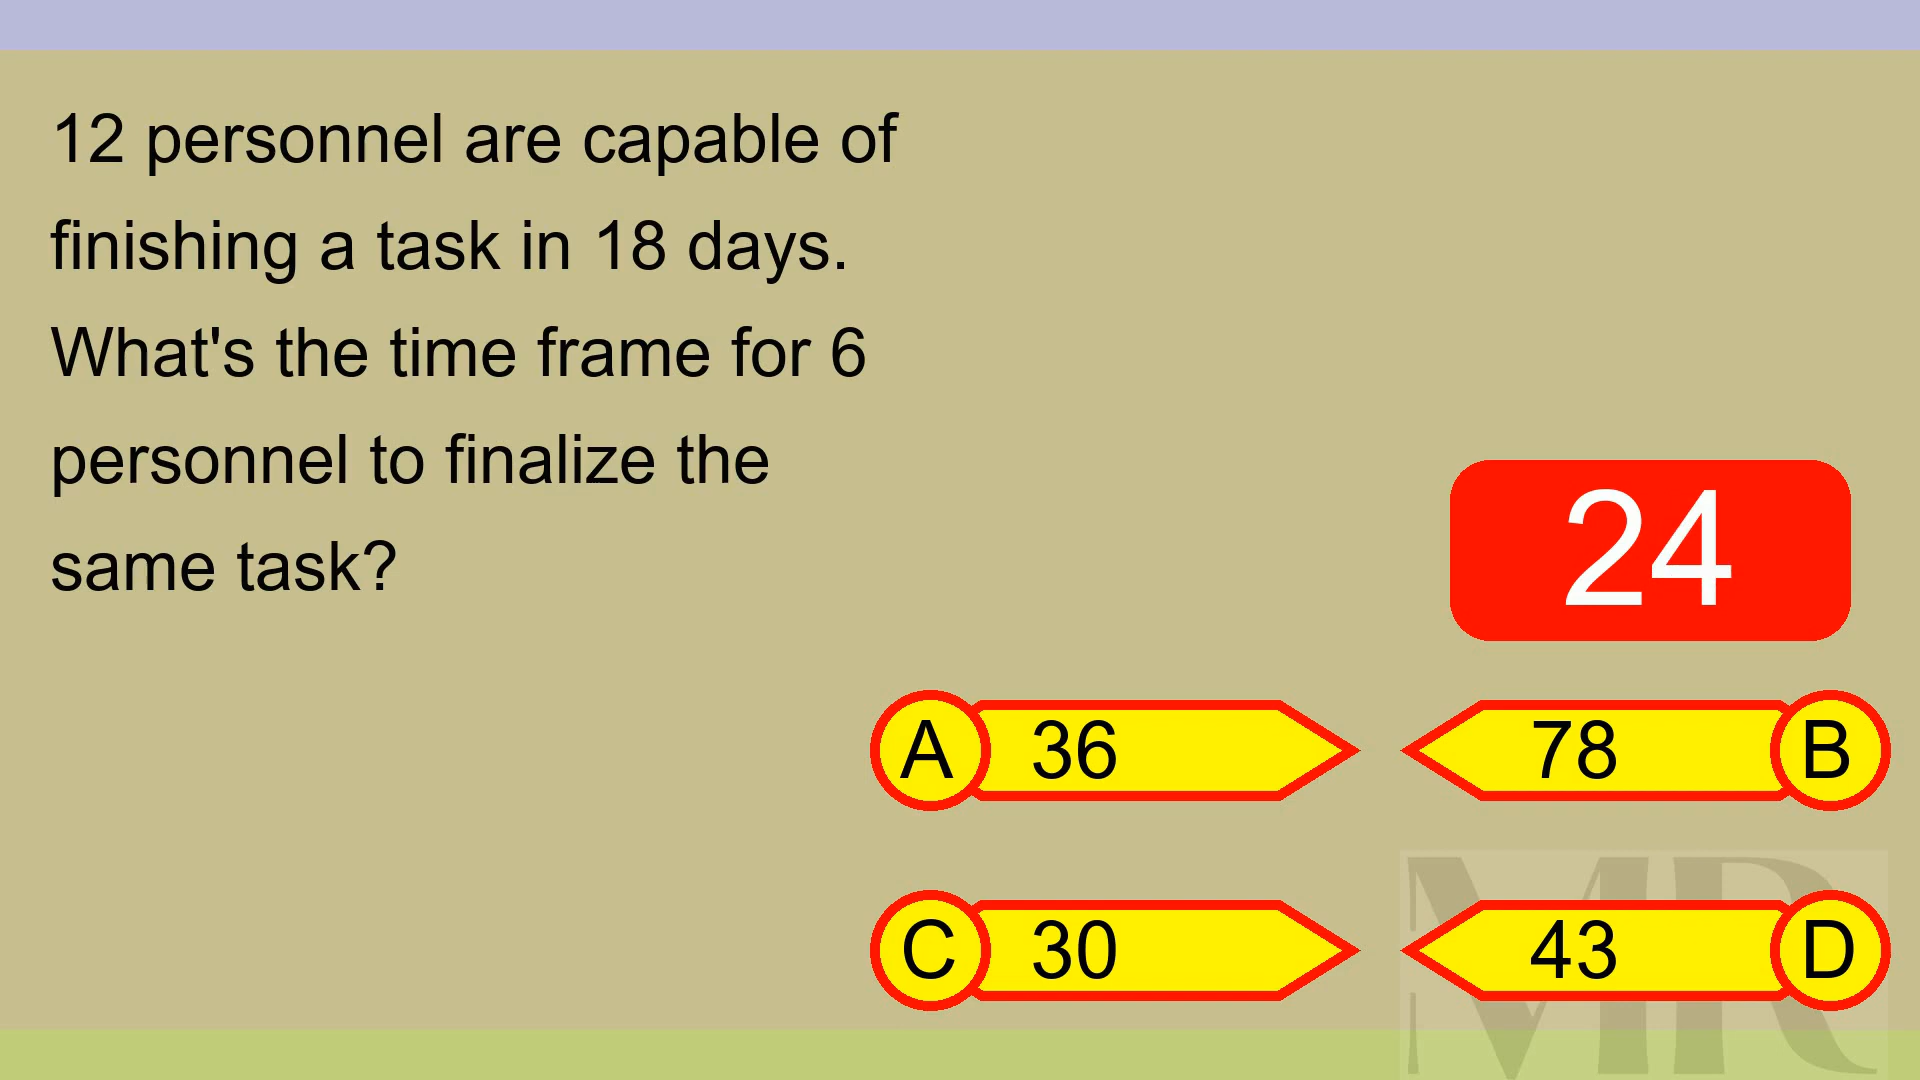 12 personnel are capable of
finishing a task in 18 days.
What's the time frame for 6
personnel to finalize the
same task?
24
A 36
78 B
C 30
43 D
MR